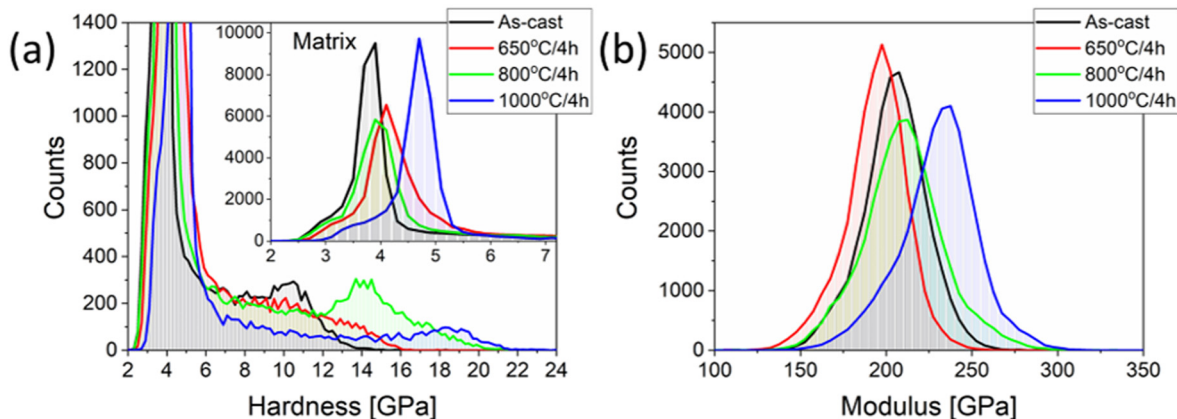 (a)
1400
1200
1000
800
600
400
200
0
Counts
2 4 6 8 10 12 14 16 18 20 22 24
Hardness [GPa]
10000
8000
6000
4000
2000
0
2 3 4 5 6 7
Matrix
As-cast
650°C/4h
800°C/4h
1000°C/4h
(b)
5000
4000
3000
2000
1000
0
Counts
100 150 200 250 300 350
Modulus [GPa]
As-cast
650°C/4h
800°C/4h
1000°C/4h